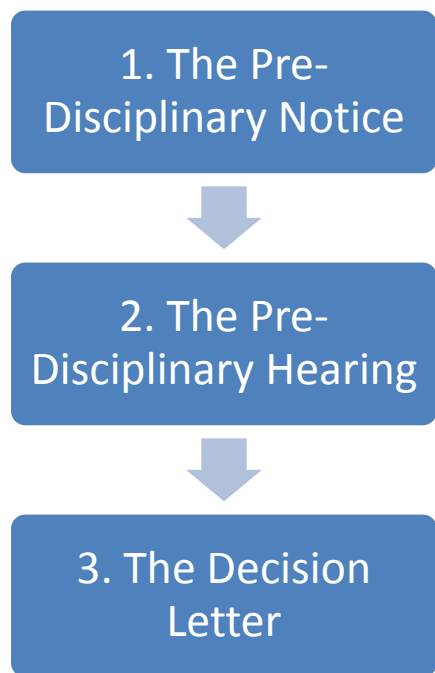 1. The Pre-
Disciplinary Notice
2. The Pre-
Disciplinary Hearing
3. The Decision
Letter